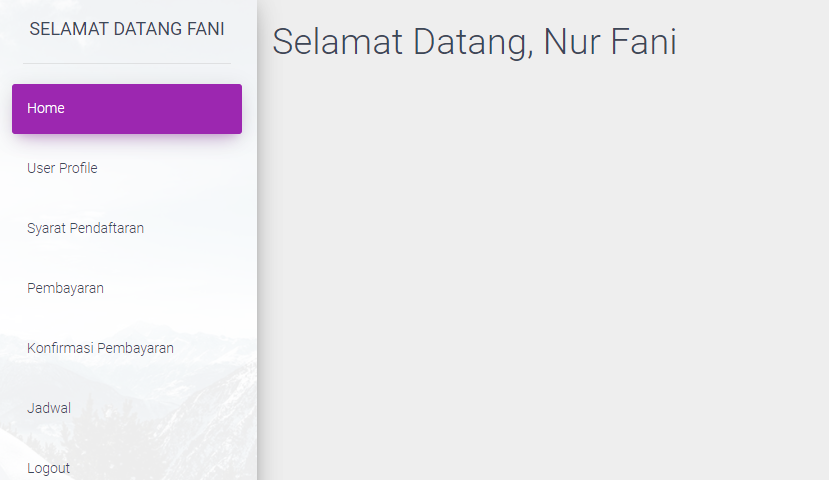 SELAMAT DATANG FANI
Selamat Datang, Nur Fani
Home
User Profile
Syarat Pendaftaran
Pembayaran
Konfirmasi Pembayaran
Jadwal
Logout